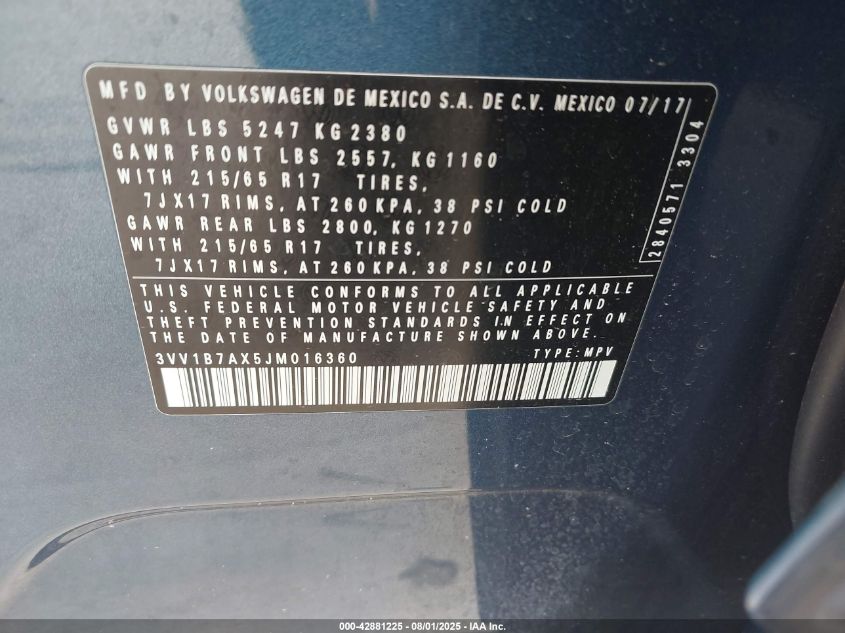 MFD BY VOLKSWAGEN DE MEXICO S.A. DE C.V. MEXICO 07/17
GVWR LBS 5247 KG 2380
GAWR FRONT LBS 2557, KG 1160
WITH 215/65 R17 TIRES,
7JX17 RIMS, AT 260 KPA, 38 PSI COLD
GAWR REAR LBS 2800, KG 1270
WITH 215/65 R17 TIRES,
7JX17 RIMS, AT 260 KPA, 38 PSI COLD
2840571 3304
THIS VEHICLE CONFORMS TO ALL APPLICABLE
U.S. FEDERAL MOTOR VEHICLE SAFETY AND
THEFT PREVENTION STANDARDS IN EFFECT ON
THE DATE OF MANUFACTURE SHOWN ABOVE.
3VV1B7AX5JM016360 TYPE: MPV
000-42881225 - 08/01/2025 - IAA Inc.